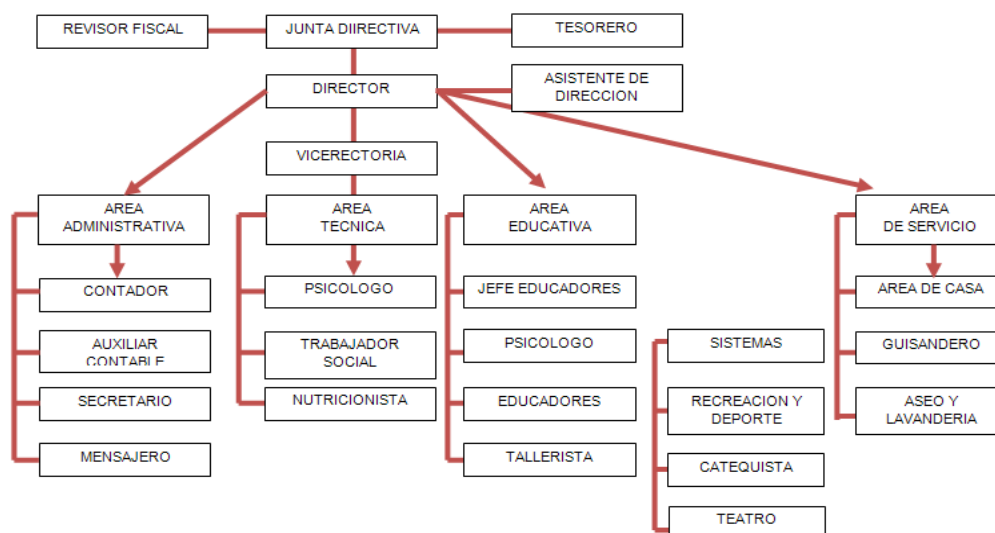 REVISOR FISCAL
JUNTA DIIRECTIVA
TESORERO
DIRECTOR
ASISTENTE DE
DIRECCION
VICERECTORIA
AREA
ADMINISTRATIVA
AREA
TECNICA
AREA
EDUCATIVA
AREA
DE SERVICIO
CONTADOR
PSICOLOGO
JEFE EDUCADORES
AREA DE CASA
AUXILIAR
CONTABLE
TRABAJADOR
SOCIAL
PSICOLOGO
SISTEMAS
GUISANDERO
SECRETARIO
NUTRICIONISTA
EDUCADORES
RECREACION Y
DEPORTE
ASEO Y
LAVANDERIA
MENSAJERO
TALLERISTA
CATEQUISTA
TEATRO